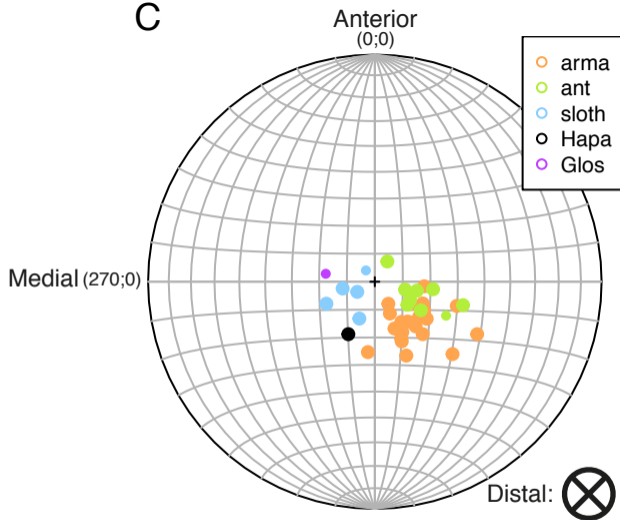 C
Anterior
(0;0)
arma
ant
sloth
Hapa
Glos
Medial (270;0)
Distal: